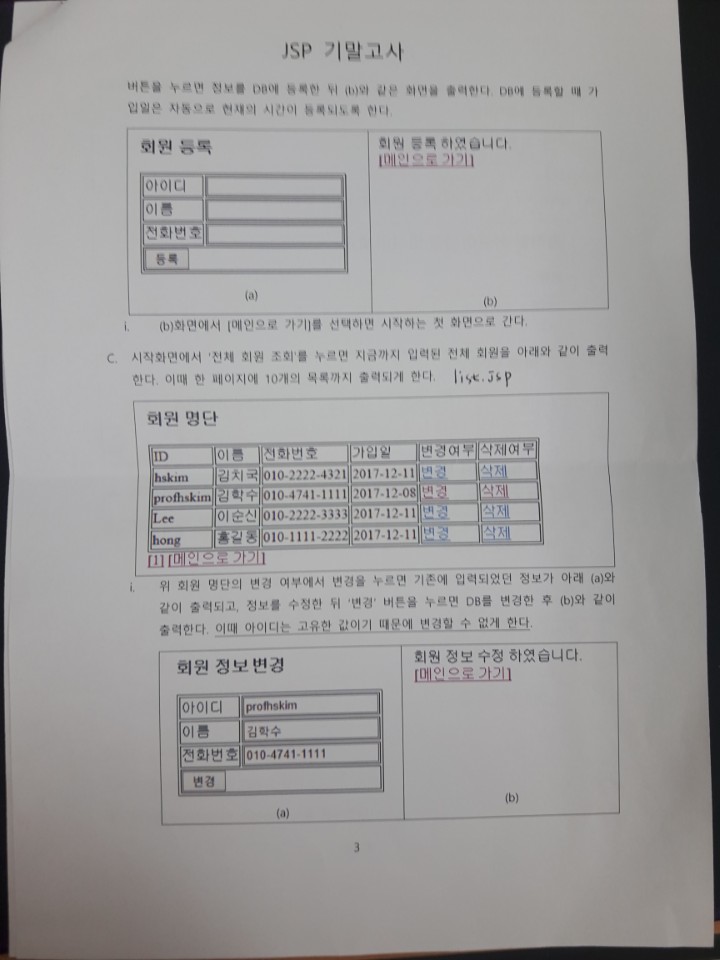 JSP 기말고사
버튼을 누르면 정보를 DB에 등록한 뒤 (b)와 같은 화면을 출력한다. DB에 등록할 때 가
입일은 자동으로 현재의 시간이 등록되도록 한다.
회원 등록
아이디
이름
전화번호
등록
(a)
회원 등록 하였습니다.
[메인으로 가기]
(b)
i. (b)화면에서 [메인으로 가기]를 선택하면 시작하는 첫 화면으로 간다.
C. 시작화면에서 '전체 회원 조회'를 누르면 지금까지 입력된 전체 회원을 아래와 같이 출력
한다. 이때 한 페이지에 10개의 목록까지 출력되게 한다. list.jsp
회원 명단
ID 이름 전화번호 가입일 변경여부 삭제여부
hskim 김치국 010-2222-4321 2017-12-11 변경 삭제
profhskim 김학수 010-4741-1111 2017-12-08 변경 삭제
Lee 이순신 010-2222-3333 2017-12-11 변경 삭제
hong 홍길동 010-1111-2222 2017-12-11 변경 삭제
[1] [메인으로 가기]
i. 위 회원 명단의 변경 여부에서 변경을 누르면 기존에 입력되었던 정보가 아래 (a)와
같이 출력되고, 정보를 수정한 뒤 '변경' 버튼을 누르면 DB를 변경한 후 (b)와 같이
출력한다. 이때 아이디는 고유한 값이기 때문에 변경할 수 없게 한다.
회원 정보 변경
아이디 profhskim
이름 김학수
전화번호 010-4741-1111
변경
(a)
회원 정보 수정 하였습니다.
[메인으로 가기]
(b)
3